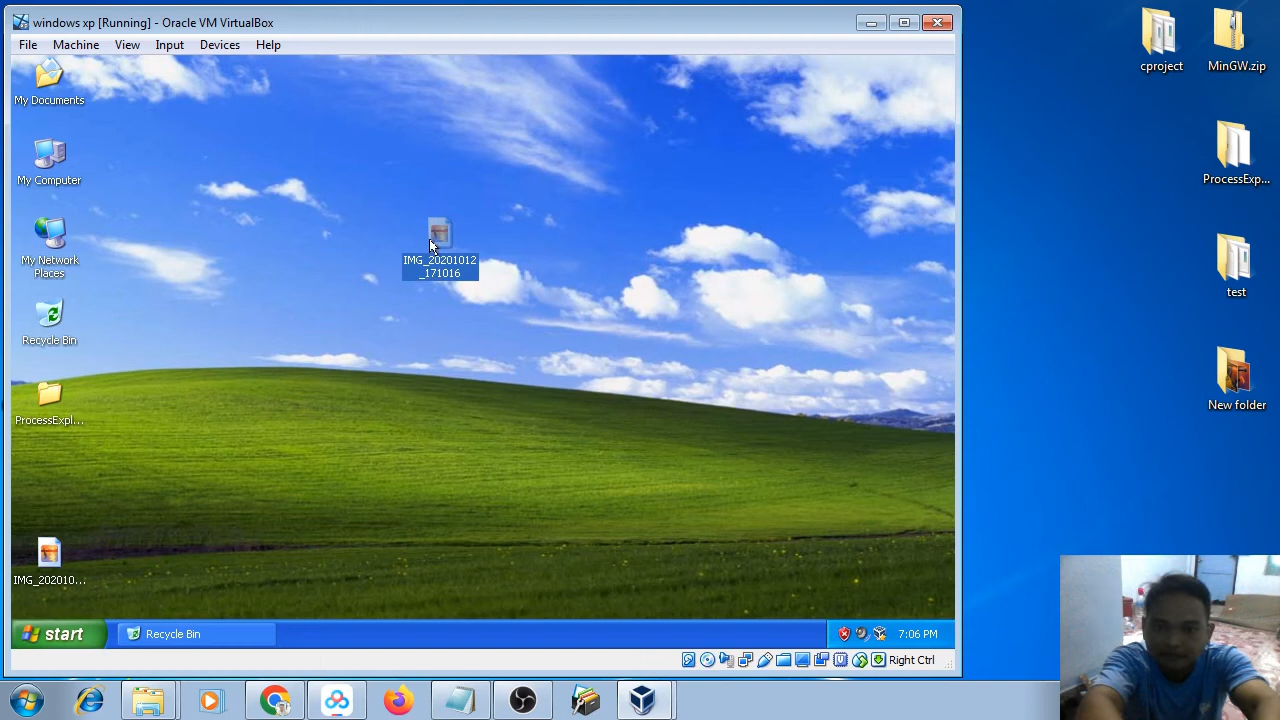 windows xp [Running] - Oracle VM VirtualBox
File Machine View Input Devices Help
My Documents
My Computer
My Network
Places
Recycle Bin
ProcessExpl...
IMG_202010...
IMG_20201012
_171016
start
Recycle Bin
7:06 PM
Right Ctrl
cproject
MinGW.zip
ProcessExp...
test
New folder